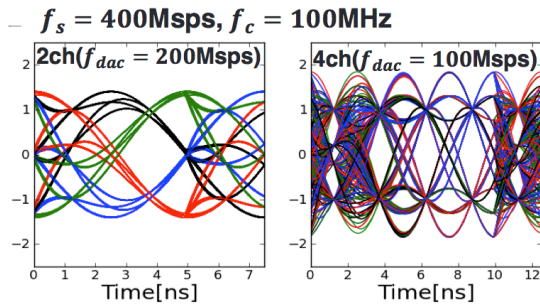 f_s = 400Msps, f_c = 100MHz
2ch(f_dac = 200Msps)
4ch(f_dac = 100Msps)
2
1
0
−1
−2
0 1 2 3 4 5 6 7
Time[ns]
2
1
0
−1
−2
0 2 4 6 8 10 12
Time[ns]